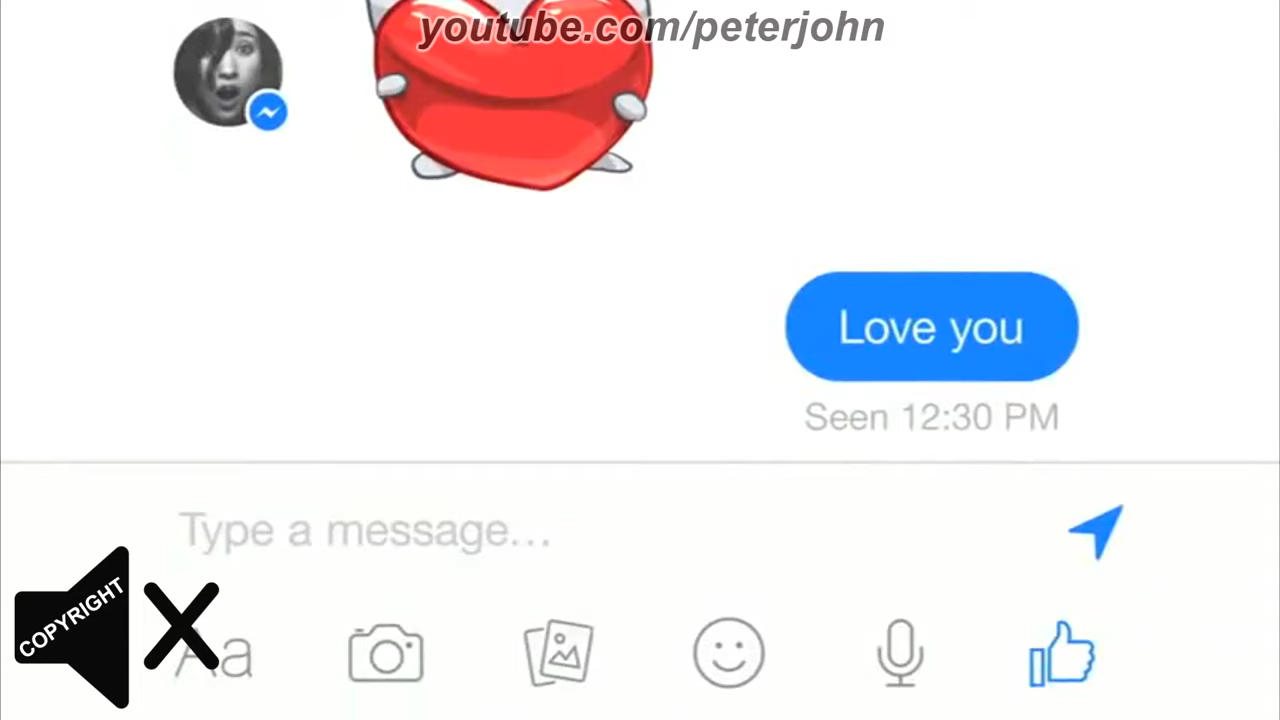 youtube.com/peterjohn
Love you
Seen 12:30 PM
Type a message...
COPYRIGHT
Aa